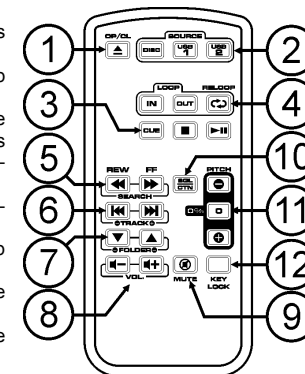 OP/CL
SOURCE
DISC USB 1 USB 2
1
2
LOOP
RELOOP
IN OUT
3
4
CUE
5
10
REW FF
SGL CTN
PITCH
SEARCH
6
TRACK
11
7
FOLDER
12
VOL.
8
MUTE
KEY LOCK
9